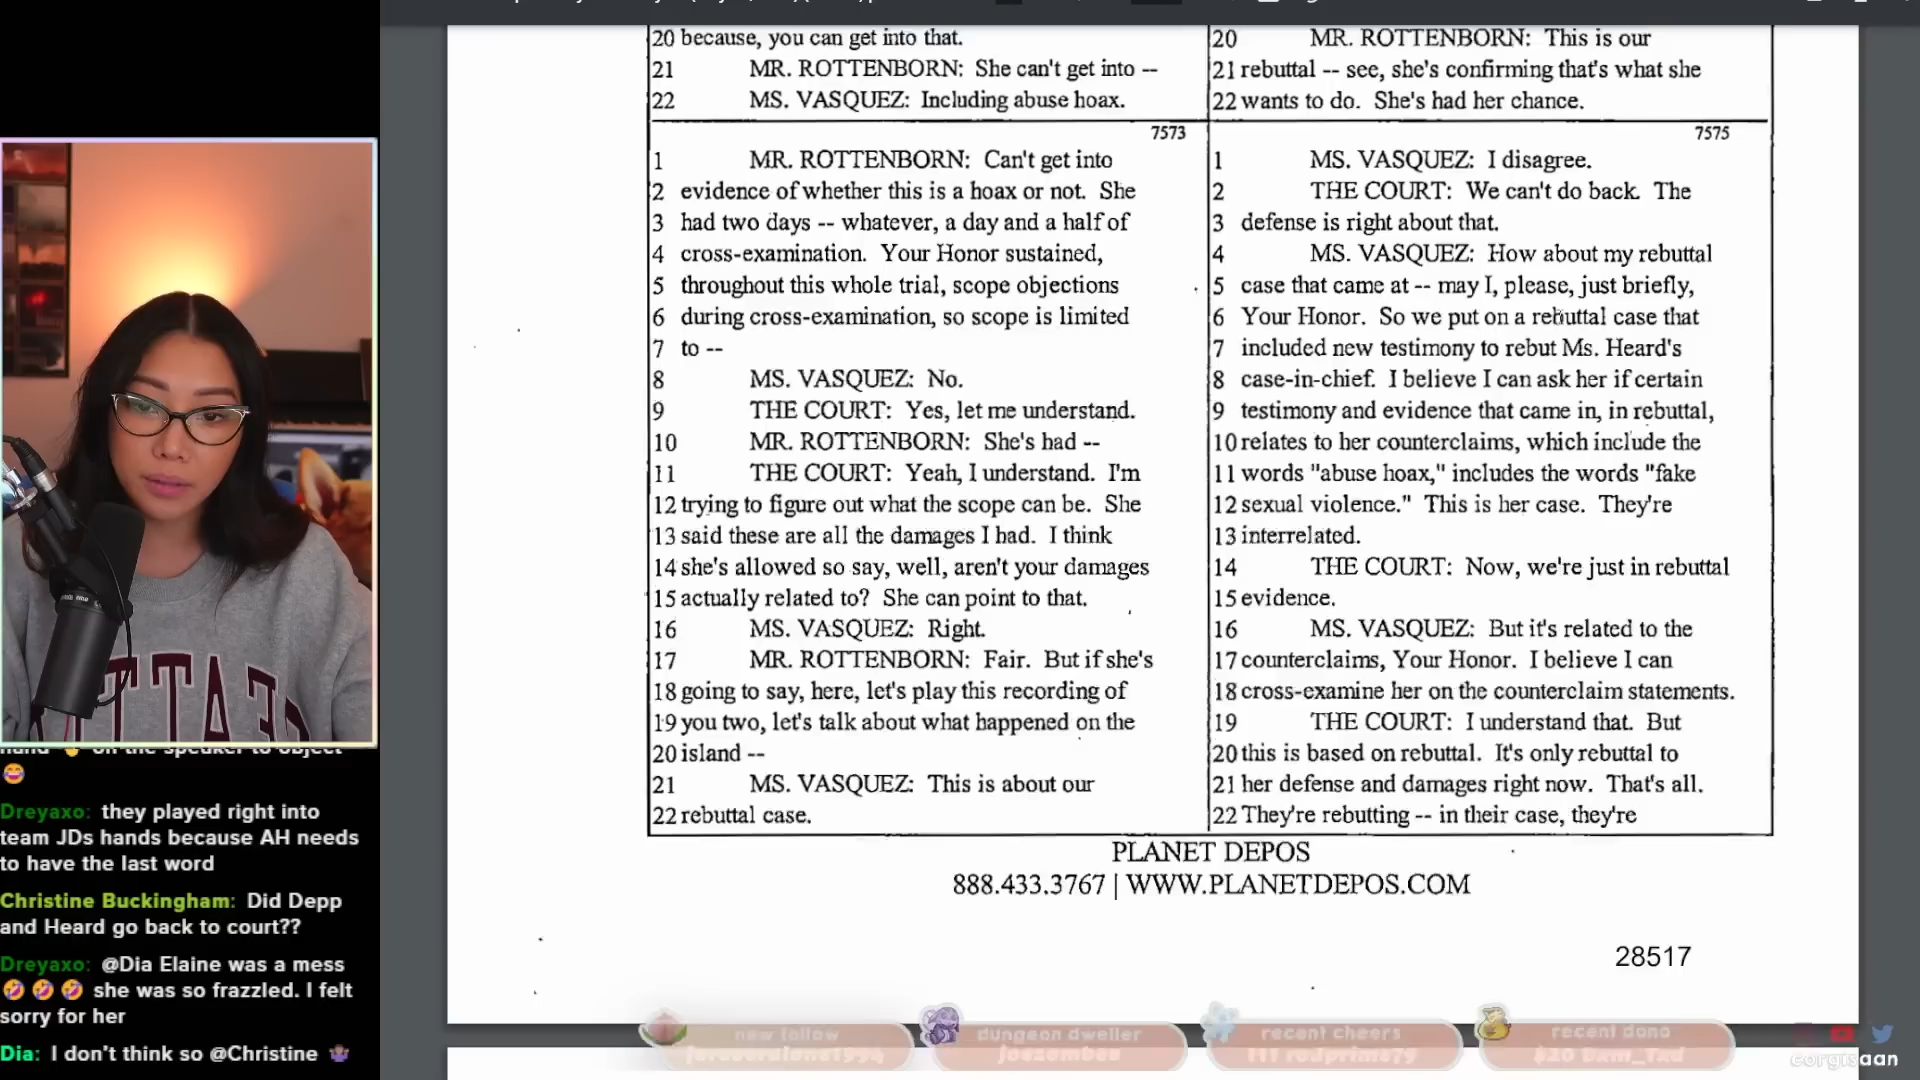 20 because, you can get into that.
21 MR. ROTTENBORN: She can't get into --
22 MS. VASQUEZ: Including abuse hoax.
7573
1 MR. ROTTENBORN: Can't get into
2 evidence of whether this is a hoax or not. She
3 had two days -- whatever, a day and a half of
4 cross-examination. Your Honor sustained,
5 throughout this whole trial, scope objections
6 during cross-examination, so scope is limited
7 to --
8 MS. VASQUEZ: No.
9 THE COURT: Yes, let me understand.
10 MR. ROTTENBORN: She's had --
11 THE COURT: Yeah, I understand. I'm
12 trying to figure out what the scope can be. She
13 said these are all the damages I had. I think
14 she's allowed so say, well, aren't your damages
15 actually related to? She can point to that.
16 MS. VASQUEZ: Right.
17 MR. ROTTENBORN: Fair. But if she's
18 going to say, here, let's play this recording of
19 you two, let's talk about what happened on the
20 island --
21 MS. VASQUEZ: This is about our
22 rebuttal case.
20 MR. ROTTENBORN: This is our
21 rebuttal -- see, she's confirming that's what she
22 wants to do. She's had her chance.
7575
1 MS. VASQUEZ: I disagree.
2 THE COURT: We can't do back. The
3 defense is right about that.
4 MS. VASQUEZ: How about my rebuttal
5 case that came at -- may I, please, just briefly,
6 Your Honor. So we put on a rebuttal case that
7 included new testimony to rebut Ms. Heard's
8 case-in-chief. I believe I can ask her if certain
9 testimony and evidence that came in, in rebuttal,
10 relates to her counterclaims, which include the
11 words "abuse hoax," includes the words "fake
12 sexual violence." This is her case. They're
13 interrelated.
14 THE COURT: Now, we're just in rebuttal
15 evidence.
16 MS. VASQUEZ: But it's related to the
17 counterclaims, Your Honor. I believe I can
18 cross-examine her on the counterclaim statements.
19 THE COURT: I understand that. But
20 this is based on rebuttal. It's only rebuttal to
21 her defense and damages right now. That's all.
22 They're rebutting -- in their case, they're
PLANET DEPOS
888.433.3767 | WWW.PLANETDEPOS.COM
28517
on the speaker to object
😂
Dreyaxo: they played right into
team JDs hands because AH needs
to have the last word
Christine Buckingham: Did Depp
and Heard go back to court??
Dreyaxo: @Dia Elaine was a mess
🤣 🤣 🤣 she was so frazzled. I felt
sorry for her
Dia: I don't think so @Christine 🤷🏽‍♀️
new follow
dungeon dweller
joezombee
recent cheers
111 redprime79
recent dono
corgisaan